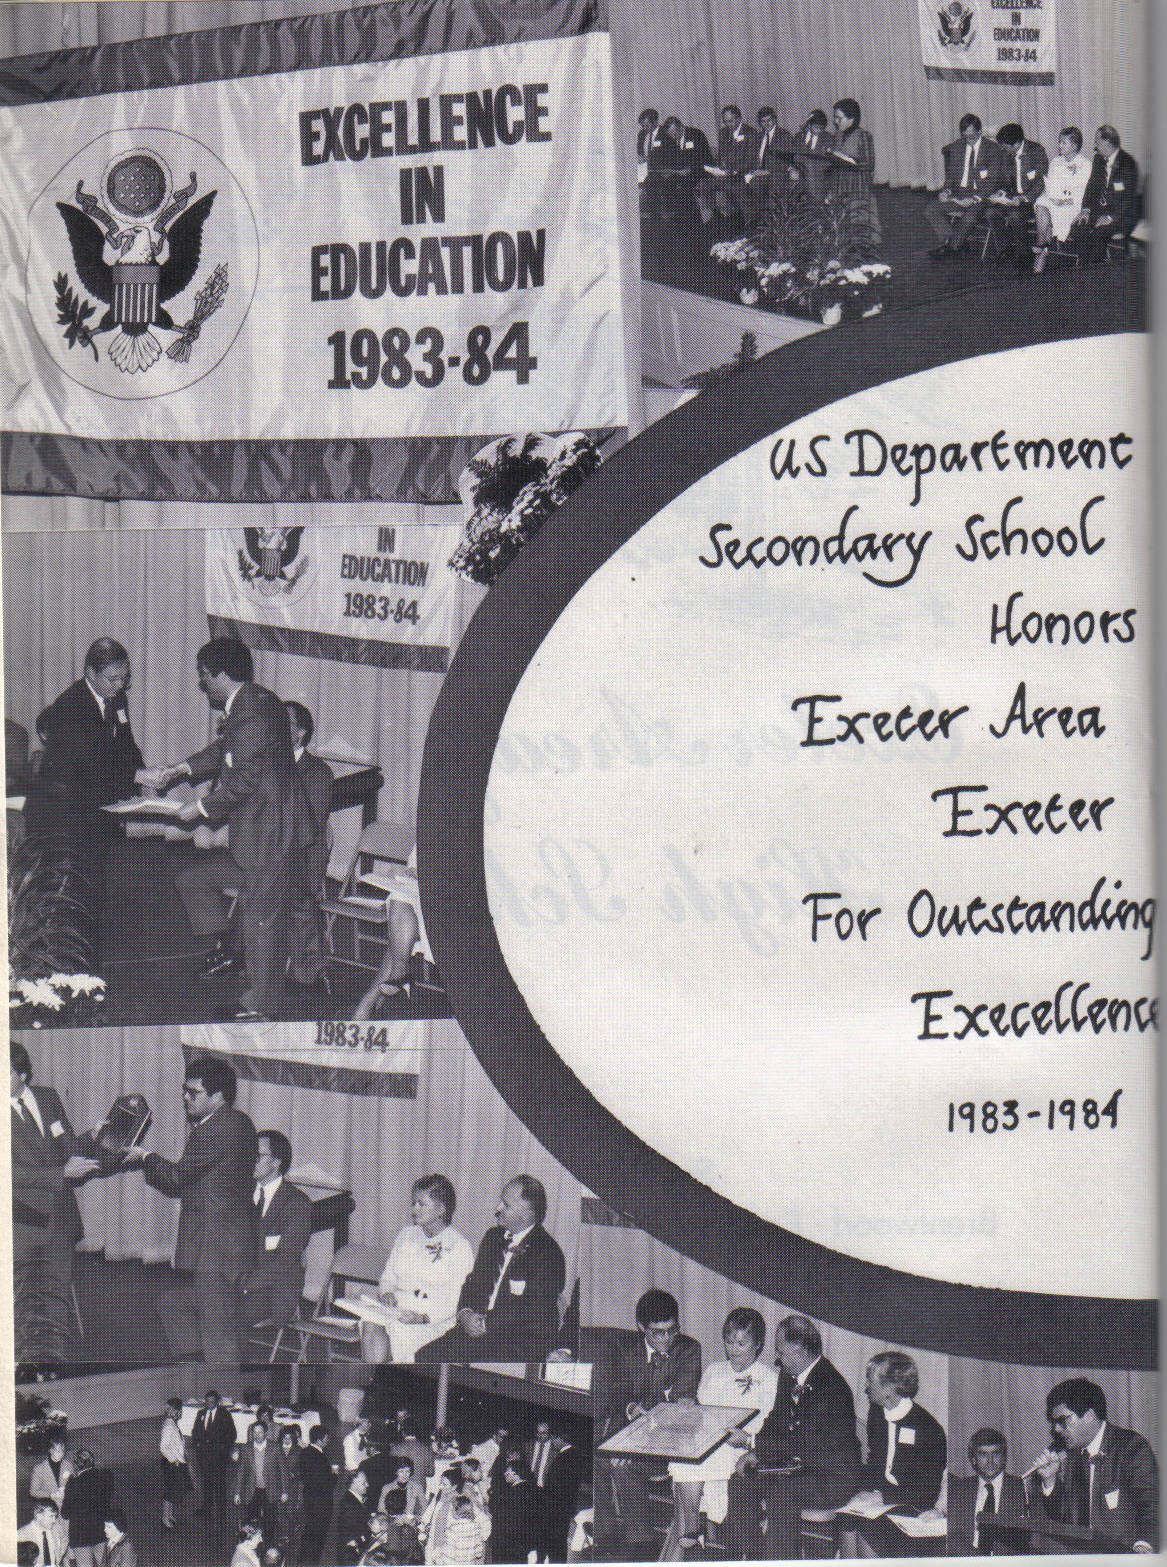 EXCELLENCE
IN
EDUCATION
1983-84
EXCELLENCE
IN
EDUCATION
1983-84
IN
EDUCATION
1983-84
1983-84
US Department
Secondary School
Honors
Exeter Area
Exeter
For Outstanding
Excecellence
1983-1984